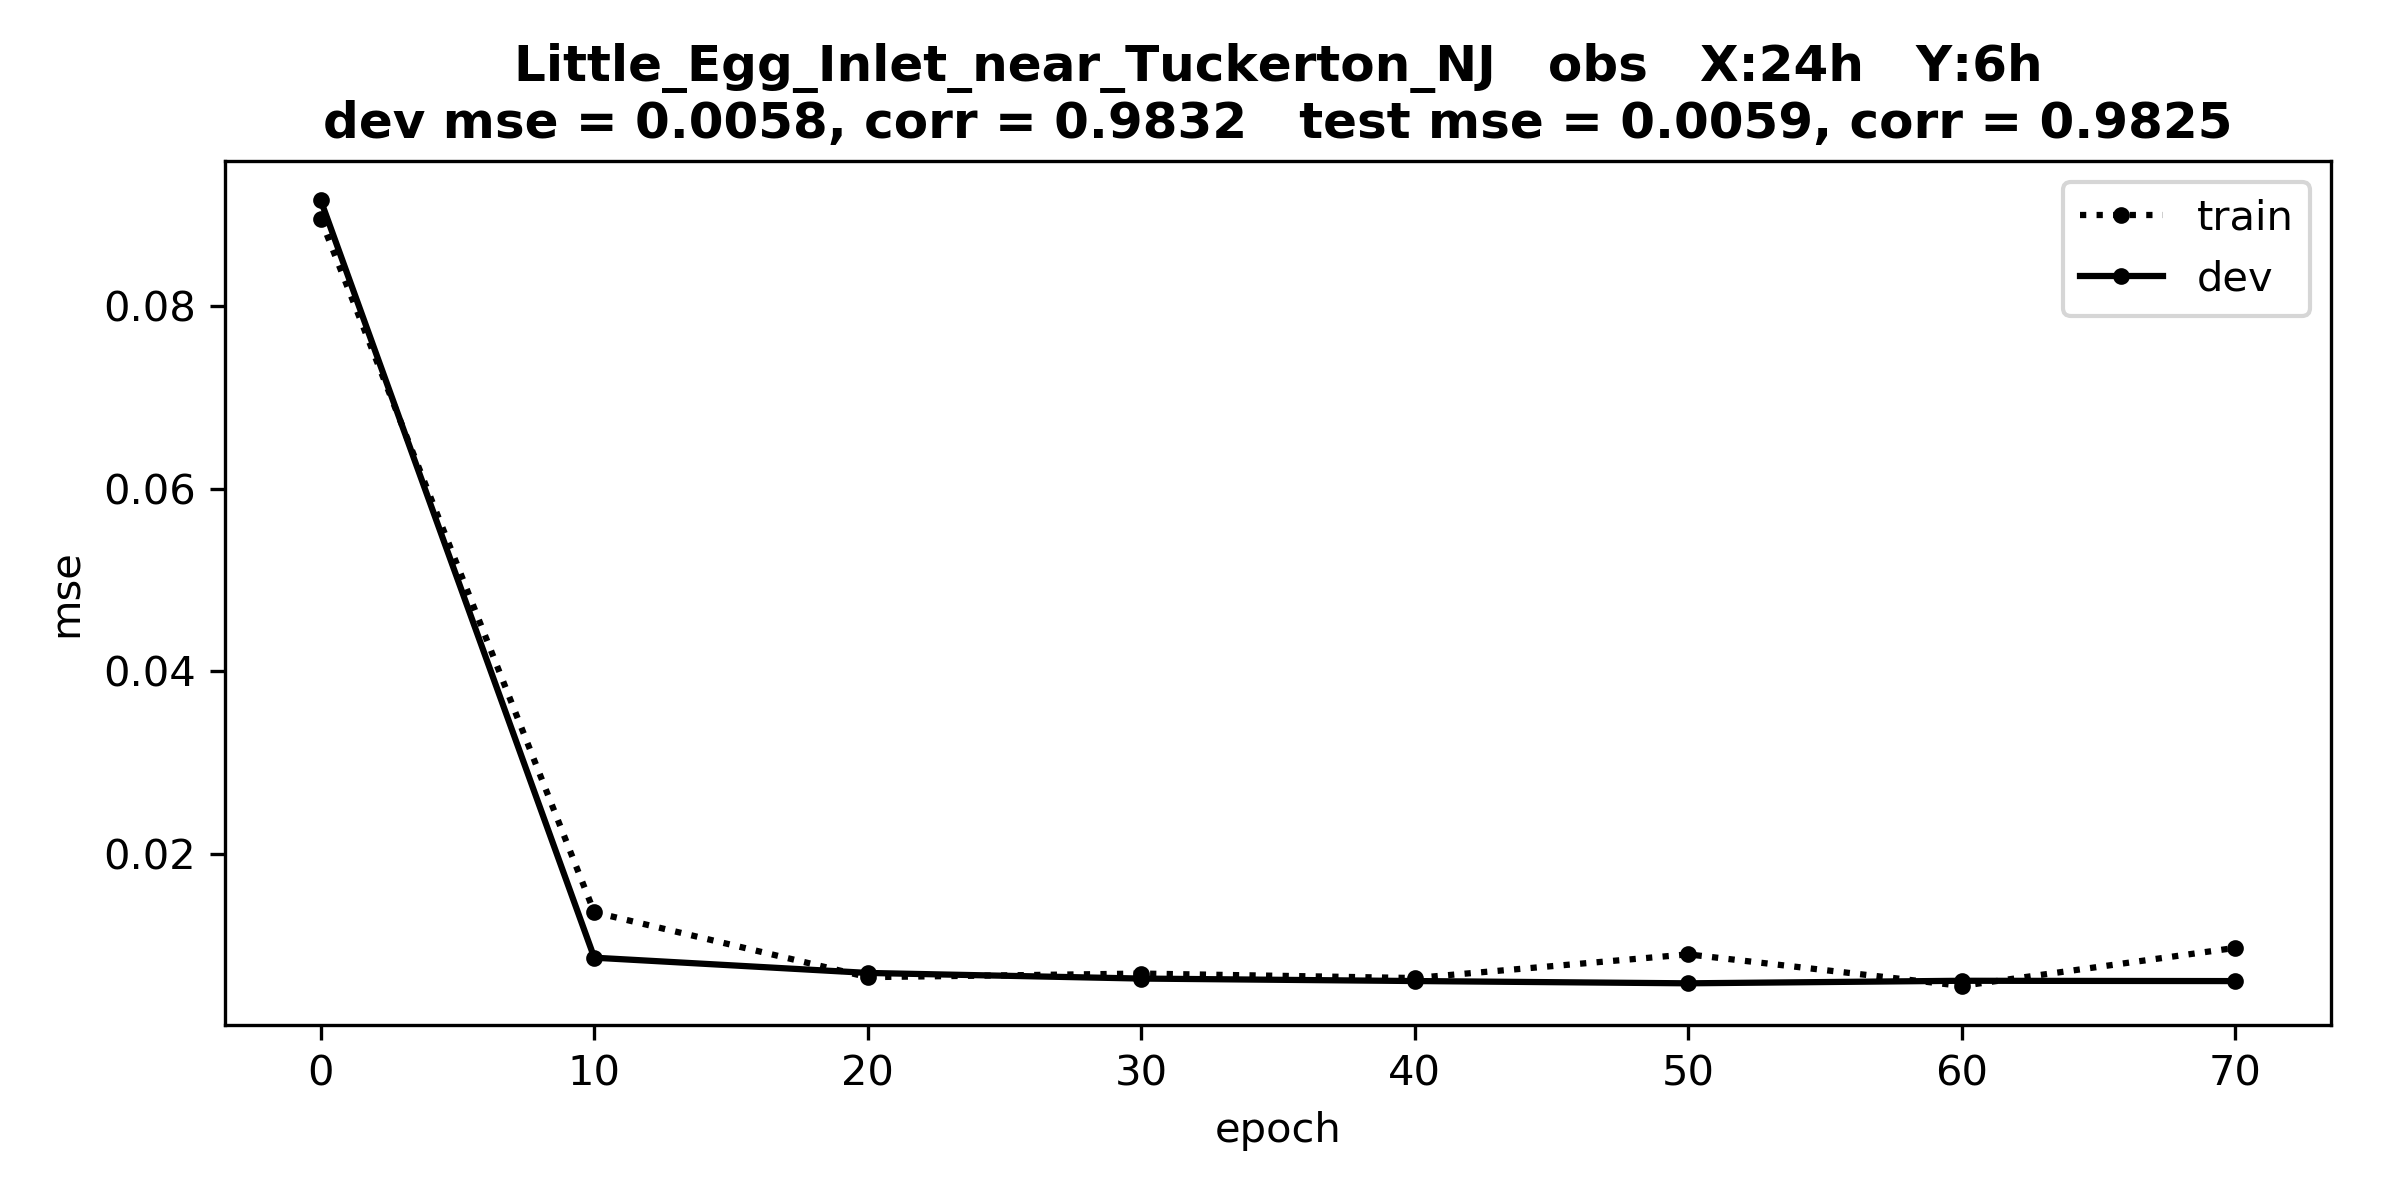 Little_Egg_Inlet_near_Tuckerton_NJ   obs   X:24h   Y:6h
dev mse = 0.0058, corr = 0.9832   test mse = 0.0059, corr = 0.9825
train
dev
0.08
0.06
0.04
0.02
mse
0 10 20 30 40 50 60 70
epoch